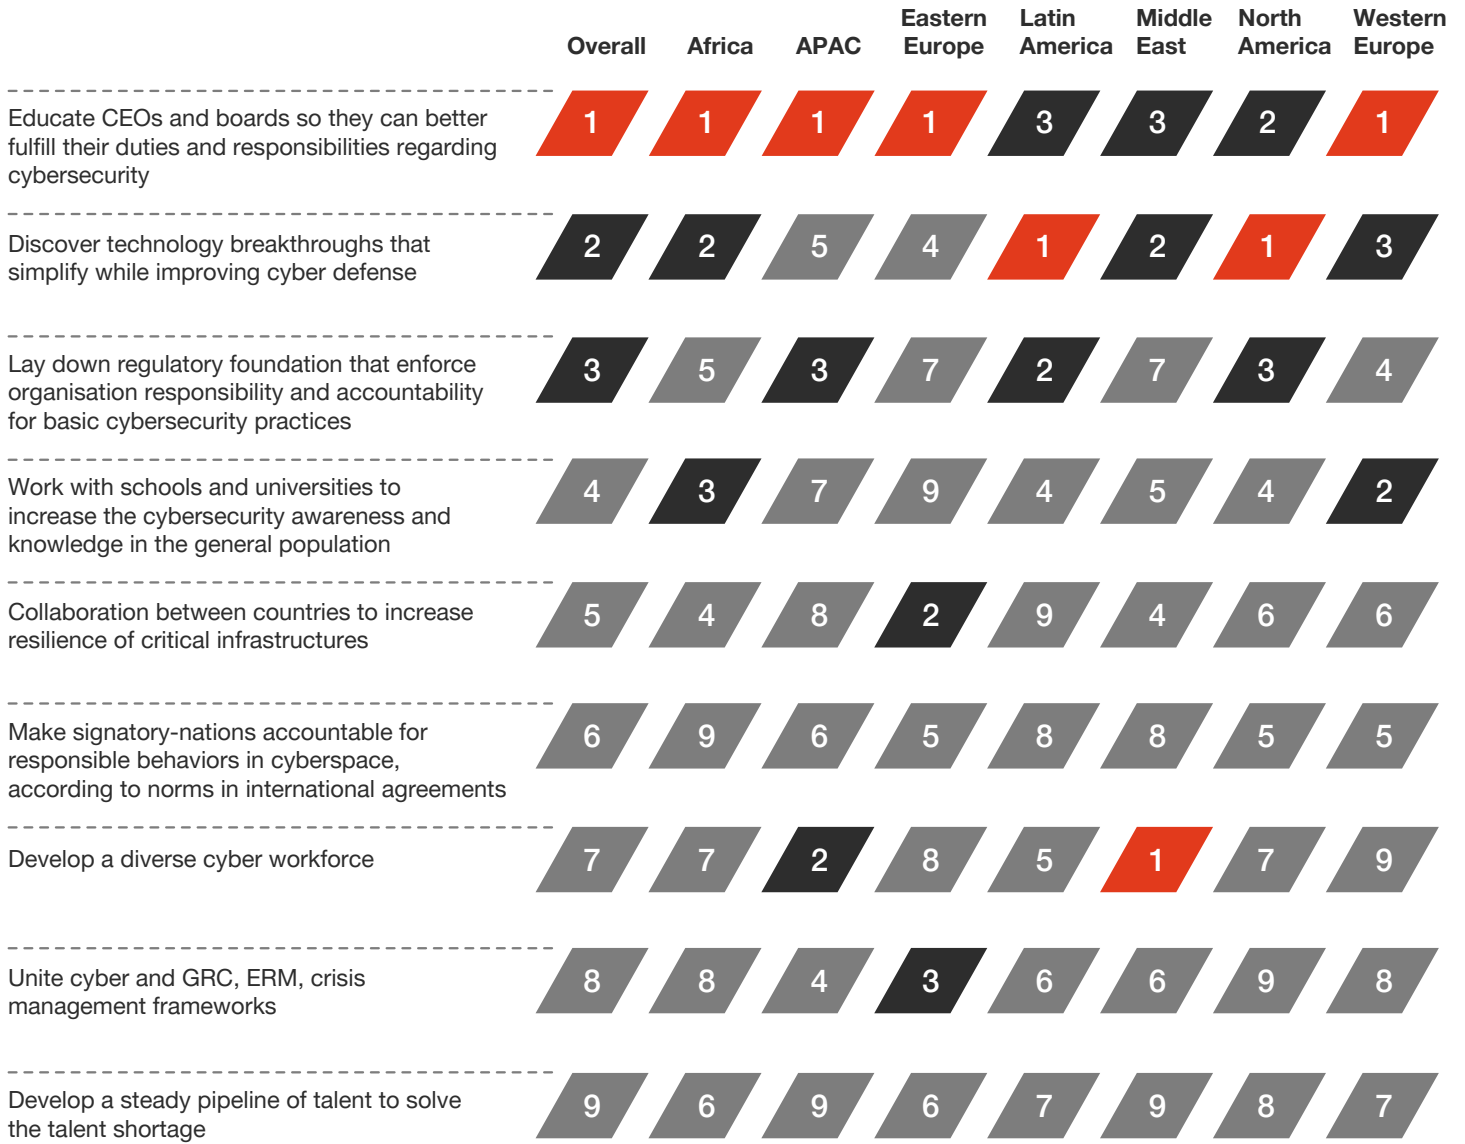 Overall Africa APAC Eastern Europe Latin America Middle East North America Western Europe
Educate CEOs and boards so they can better
fulfill their duties and responsibilities regarding
cybersecurity
1 1 1 1 3 3 2 1
Discover technology breakthroughs that
simplify while improving cyber defense
2 2 5 4 1 2 1 3
Lay down regulatory foundation that enforce
organisation responsibility and accountability
for basic cybersecurity practices
3 5 3 7 2 7 3 4
Work with schools and universities to
increase the cybersecurity awareness and
knowledge in the general population
4 3 7 9 4 5 4 2
Collaboration between countries to increase
resilience of critical infrastructures
5 4 8 2 9 4 6 6
Make signatory-nations accountable for
responsible behaviors in cyberspace,
according to norms in international agreements
6 9 6 5 8 8 5 5
Develop a diverse cyber workforce
7 7 2 8 5 1 7 9
Unite cyber and GRC, ERM, crisis
management frameworks
8 8 4 3 6 6 9 8
Develop a steady pipeline of talent to solve
the talent shortage
9 6 9 6 7 9 8 7